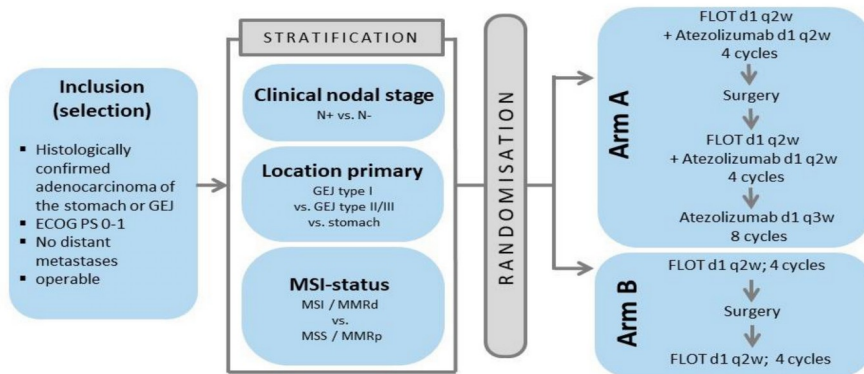 Inclusion
(selection)
▪ Histologically
confirmed
adenocarcinoma of
the stomach or GEJ
▪ ECOG PS 0-1
▪ No distant
metastases
▪ operable
STRATIFICATION
Clinical nodal stage
N+ vs. N-
Location primary
GEJ type I
vs. GEJ type II/III
vs. stomach
MSI-status
MSI / MMRd
vs.
MSS / MMRp
RANDOMISATION
Arm A
FLOT d1 q2w
+ Atezolizumab d1 q2w
4 cycles
Surgery
FLOT d1 q2w
+ Atezolizumab d1 q2w
4 cycles
Atezolizumab d1 q3w
8 cycles
Arm B
FLOT d1 q2w; 4 cycles
Surgery
FLOT d1 q2w; 4 cycles